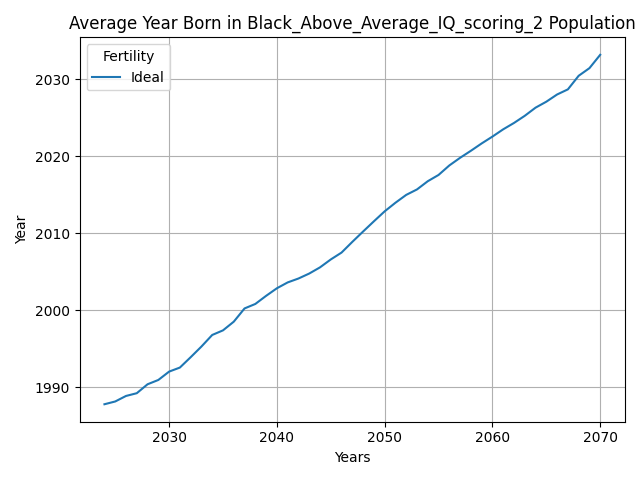 Average Year Born in Black_Above_Average_IQ_scoring_2 Population
Fertility
Ideal
2030
2020
2010
2000
1990
Year
2030 2040 2050 2060 2070
Years